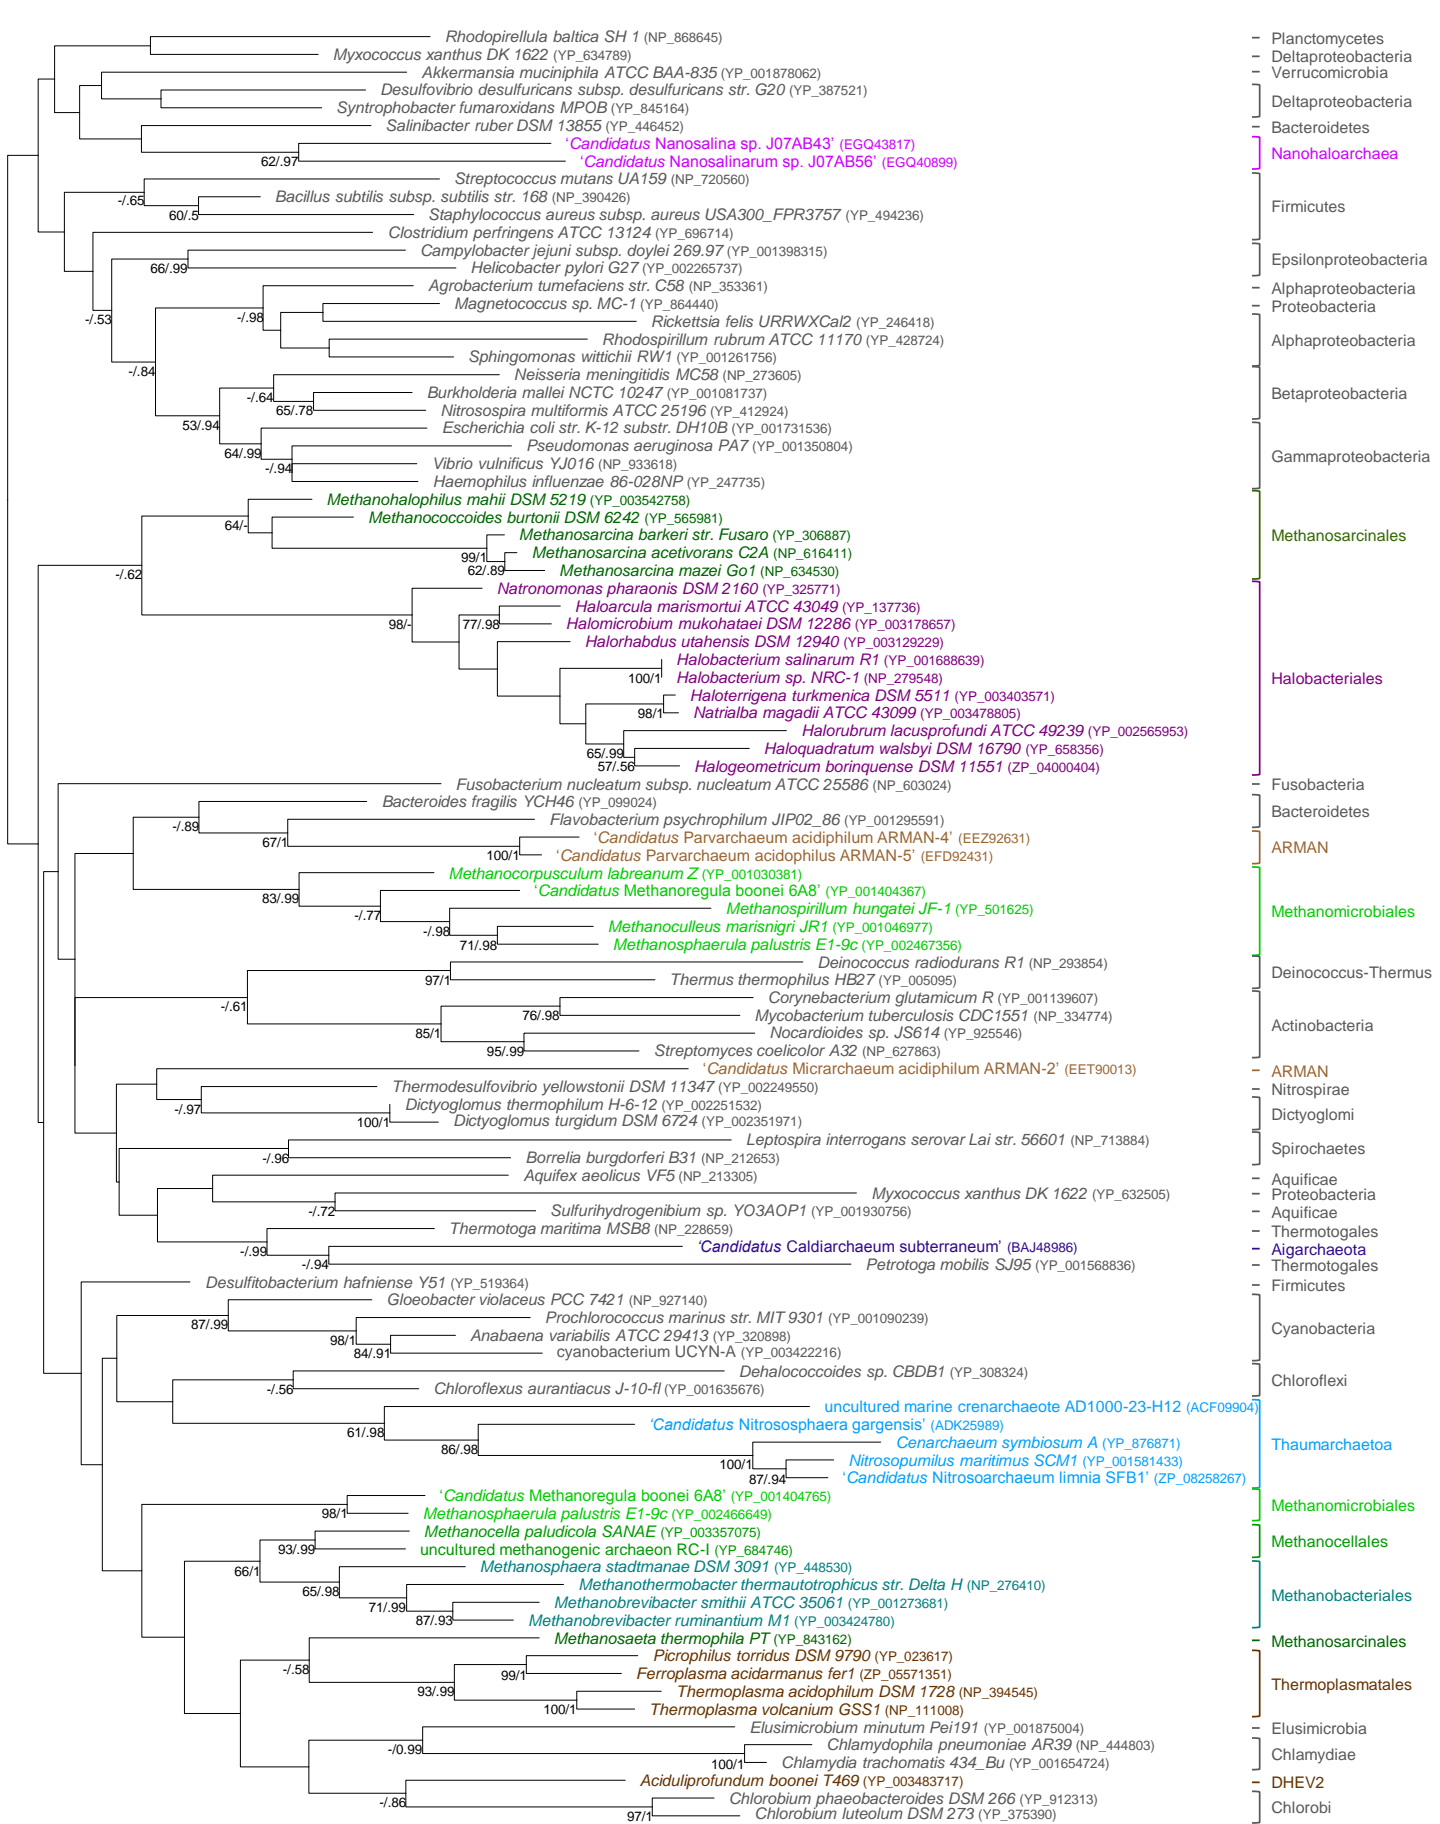 Rhodopirellula baltica SH 1 (NP_868645) Planctomycetes
Myxococcus xanthus DK 1622 (YP_634789) Deltaproteobacteria
Akkermansia muciniphila ATCC BAA-835 (YP_001878062) Verrucomicrobia
Desulfovibrio desulfuricans subsp. desulfuricans str. G20 (YP_387521)
Deltaproteobacteria
Syntrophobacter fumaroxidans MPOB (YP_845164)
Salinibacter ruber DSM 13855 (YP_446452) Bacteroidetes
‘Candidatus Nanosalina sp. J07AB43’ (EGQ43817)
Nanohaloarchaea
62/.97 ‘Candidatus Nanosalinarum sp. J07AB56’ (EGQ40899)
Streptococcus mutans UA159 (NP_720560)
-/.65 Bacillus subtilis subsp. subtilis str. 168 (NP_390426)
Firmicutes
60/.5 Staphylococcus aureus subsp. aureus USA300_FPR3757 (YP_494236)
Clostridium perfringens ATCC 13124 (YP_696714)
Campylobacter jejuni subsp. doylei 269.97 (YP_001398315)
Epsilonproteobacteria
66/.99 Helicobacter pylori G27 (YP_002265737)
Agrobacterium tumefaciens str. C58 (NP_353361) Alphaproteobacteria
Magnetococcus sp. MC-1 (YP_864440) Proteobacteria
-/.53 -/.98 Rickettsia felis URRWXCal2 (YP_246418)
Rhodospirillum rubrum ATCC 11170 (YP_428724) Alphaproteobacteria
Sphingomonas wittichii RW1 (YP_001261756)
-/.84 Neisseria meningitidis MC58 (NP_273605)
-/.64 Burkholderia mallei NCTC 10247 (YP_001081737) Betaproteobacteria
65/.78 Nitrosospira multiformis ATCC 25196 (YP_412924)
53/.94 Escherichia coli str. K-12 substr. DH10B (YP_001731536)
64/.99 Pseudomonas aeruginosa PA7 (YP_001350804)
Gammaproteobacteria
-/.94 Vibrio vulnificus YJ016 (NP_933618)
Haemophilus influenzae 86-028NP (YP_247735)
Methanohalophilus mahii DSM 5219 (YP_003542758)
64/- Methanococcoides burtonii DSM 6242 (YP_565981)
Methanosarcina barkeri str. Fusaro (YP_306887) Methanosarcinales
99/1 Methanosarcina acetivorans C2A (NP_616411)
-/.62 62/.89 Methanosarcina mazei Go1 (NP_634530)
Natronomonas pharaonis DSM 2160 (YP_325771)
Haloarcula marismortui ATCC 43049 (YP_137736)
98/- 77/.98 Halomicrobium mukohataei DSM 12286 (YP_003178657)
Halorhabdus utahensis DSM 12940 (YP_003129229)
Halobacterium salinarum R1 (YP_001688639)
100/1 Halobacterium sp. NRC-1 (NP_279548) Halobacteriales
Haloterrigena turkmenica DSM 5511 (YP_003403571)
98/1 Natrialba magadii ATCC 43099 (YP_003478805)
Halorubrum lacusprofundi ATCC 49239 (YP_002565953)
65/.99 Haloquadratum walsbyi DSM 16790 (YP_658356)
57/.56 Halogeometricum borinquense DSM 11551 (ZP_04000404)
Fusobacterium nucleatum subsp. nucleatum ATCC 25586 (NP_603024) Fusobacteria
Bacteroides fragilis YCH46 (YP_099024)
Bacteroidetes
-/.89 Flavobacterium psychrophilum JIP02_86 (YP_001295591)
67/1 ‘Candidatus Parvarchaeum acidiphilum ARMAN-4’ (EEZ92631)
ARMAN
100/1 ‘Candidatus Parvarchaeum acidophilus ARMAN-5’ (EFD92431)
Methanocorpusculum labreanum Z (YP_001030381)
83/.99 ‘Candidatus Methanoregula boonei 6A8’ (YP_001404367)
-/.77 Methanospirillum hungatei JF-1 (YP_501625) Methanomicrobiales
-/.98 Methanoculleus marisnigri JR1 (YP_001046977)
71/.98 Methanosphaerula palustris E1-9c (YP_002467356)
Deinococcus radiodurans R1 (NP_293854)
Deinococcus-Thermus
97/1 Thermus thermophilus HB27 (YP_005095)
-/.61 Corynebacterium glutamicum R (YP_001139607)
76/.98 Mycobacterium tuberculosis CDC1551 (NP_334774)
Actinobacteria
85/1 Nocardioides sp. JS614 (YP_925546)
95/.99 Streptomyces coelicolor A32 (NP_627863)
‘Candidatus Micrarchaeum acidiphilum ARMAN-2’ (EET90013) ARMAN
Thermodesulfovibrio yellowstonii DSM 11347 (YP_002249550) Nitrospirae
-/.97 Dictyoglomus thermophilum H-6-12 (YP_002251532)
Dictyoglomi
100/1 Dictyoglomus turgidum DSM 6724 (YP_002351971)
Leptospira interrogans serovar Lai str. 56601 (NP_713884)
Spirochaetes
-/.96 Borrelia burgdorferi B31 (NP_212653)
Aquifex aeolicus VF5 (NP_213305) Aquificae
Myxococcus xanthus DK 1622 (YP_632505) Proteobacteria
-/.72 Sulfurihydrogenibium sp. YO3AOP1 (YP_001930756) Aquificae
Thermotoga maritima MSB8 (NP_228659) Thermotogales
-/.99 ‘Candidatus Caldiarchaeum subterraneum’ (BAJ48986) Aigarchaeota
-/.94 Petrotoga mobilis SJ95 (YP_001568836) Thermotogales
Desulfitobacterium hafniense Y51 (YP_519364) Firmicutes
Gloeobacter violaceus PCC 7421 (NP_927140)
87/.99 Prochlorococcus marinus str. MIT 9301 (YP_001090239)
Cyanobacteria
98/1 Anabaena variabilis ATCC 29413 (YP_320898)
84/.91 cyanobacterium UCYN-A (YP_003422216)
Dehalococcoides sp. CBDB1 (YP_308324)
Chloroflexi
-/.56 Chloroflexus aurantiacus J-10-fl (YP_001635676)
uncultured marine crenarchaeote AD1000-23-H12 (ACF09904)
61/.98 ‘Candidatus Nitrososphaera gargensis’ (ADK25989)
86/.98 Cenarchaeum symbiosum A (YP_876871) Thaumarchaetoa
100/1 Nitrosopumilus maritimus SCM1 (YP_001581433)
87/.94 ‘Candidatus Nitrosoarchaeum limnia SFB1’ (ZP_08258267)
‘Candidatus Methanoregula boonei 6A8’ (YP_001404765)
Methanomicrobiales
98/1 Methanosphaerula palustris E1-9c (YP_002466649)
Methanocella paludicola SANAE (YP_003357075)
Methanocellales
93/.99 uncultured methanogenic archaeon RC-I (YP_684746)
66/1 Methanosphaera stadtmanae DSM 3091 (YP_448530)
65/.98 Methanothermobacter thermautotrophicus str. Delta H (NP_276410)
Methanobacteriales
71/.99 Methanobrevibacter smithii ATCC 35061 (YP_001273681)
87/.93 Methanobrevibacter ruminantium M1 (YP_003424780)
Methanosaeta thermophila PT (YP_843162) Methanosarcinales
-/.58 Picrophilus torridus DSM 9790 (YP_023617)
99/1 Ferroplasma acidarmanus fer1 (ZP_05571351)
Thermoplasmatales
93/.99 Thermoplasma acidophilum DSM 1728 (NP_394545)
100/1 Thermoplasma volcanium GSS1 (NP_111008)
Elusimicrobium minutum Pei191 (YP_001875004) Elusimicrobia
-/0.99 Chlamydophila pneumoniae AR39 (NP_444803)
Chlamydiae
100/1 Chlamydia trachomatis 434_Bu (YP_001654724)
Aciduliprofundum boonei T469 (YP_003483717) DHEV2
-/.86 Chlorobium phaeobacteroides DSM 266 (YP_912313)
Chlorobi
97/1 Chlorobium luteolum DSM 273 (YP_375390)